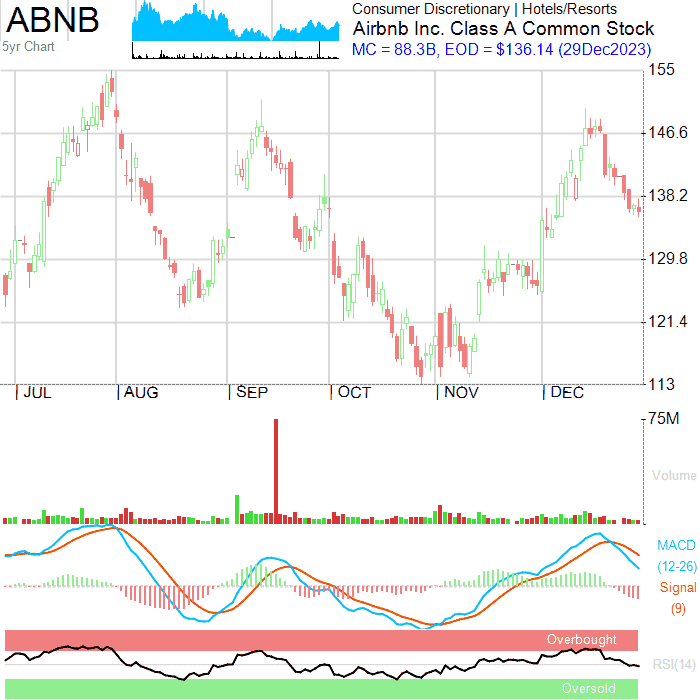 ABNB
5yr Chart
Consumer Discretionary | Hotels/Resorts
Airbnb Inc. Class A Common Stock
MC = 88.3B, EOD = $136.14 (29Dec2023)
155
146.6
138.2
129.8
121.4
113
JUL AUG SEP OCT NOV DEC
75M
Volume
MACD
(12-26)
Signal
(9)
Overbought
RSI(14)
Oversold